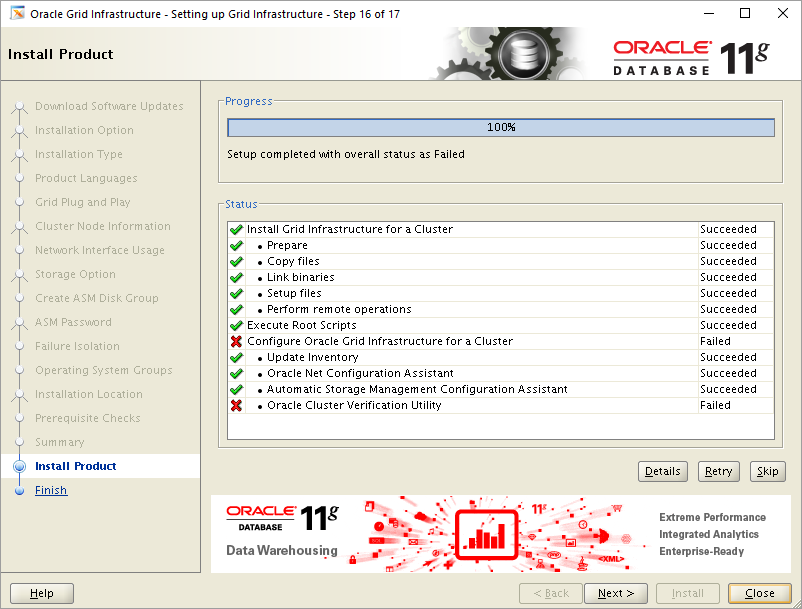 Oracle Grid Infrastructure - Setting up Grid Infrastructure - Step 16 of 17
Install Product
ORACLE
DATABASE
11g
Download Software Updates
Installation Option
Installation Type
Product Languages
Grid Plug and Play
Cluster Node Information
Network Interface Usage
Storage Option
Create ASM Disk Group
ASM Password
Failure Isolation
Operating System Groups
Installation Location
Prerequisite Checks
Summary
Install Product
Finish
Progress
100%
Setup completed with overall status as Failed
Status
Install Grid Infrastructure for a Cluster Succeeded
• Prepare Succeeded
• Copy files Succeeded
• Link binaries Succeeded
• Setup files Succeeded
• Perform remote operations Succeeded
Execute Root Scripts Succeeded
Configure Oracle Grid Infrastructure for a Cluster Failed
• Update Inventory Succeeded
• Oracle Net Configuration Assistant Succeeded
• Automatic Storage Management Configuration Assistant Succeeded
• Oracle Cluster Verification Utility Failed
Details Retry Skip
ORACLE
DATABASE
11g
Data Warehousing
11g
<XML>
Extreme Performance
Integrated Analytics
Enterprise-Ready
Help < Back Next > Install Close